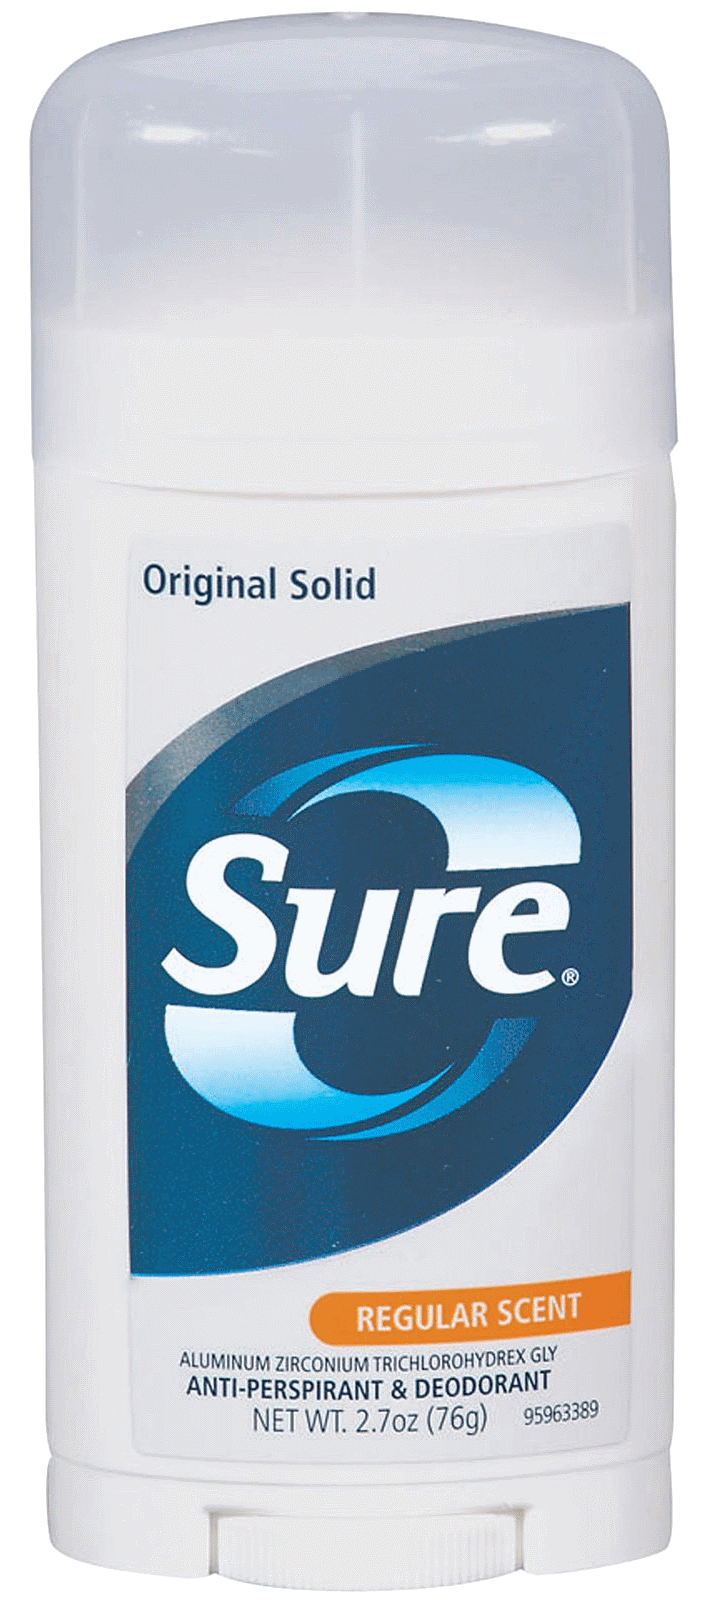 Original Solid
Sure®
REGULAR SCENT
ALUMINUM ZIRCONIUM TRICHLOROHYDREX GLY
ANTI-PERSPIRANT & DEODORANT
NET WT. 2.7oz (76g) 95963389